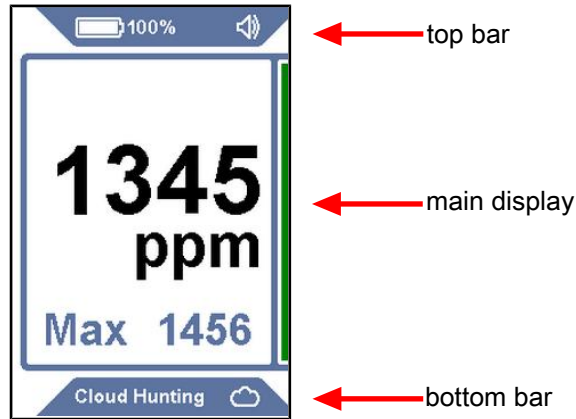 100%
top bar
1345
main display
ppm
Max 1456
Cloud Hunting
bottom bar